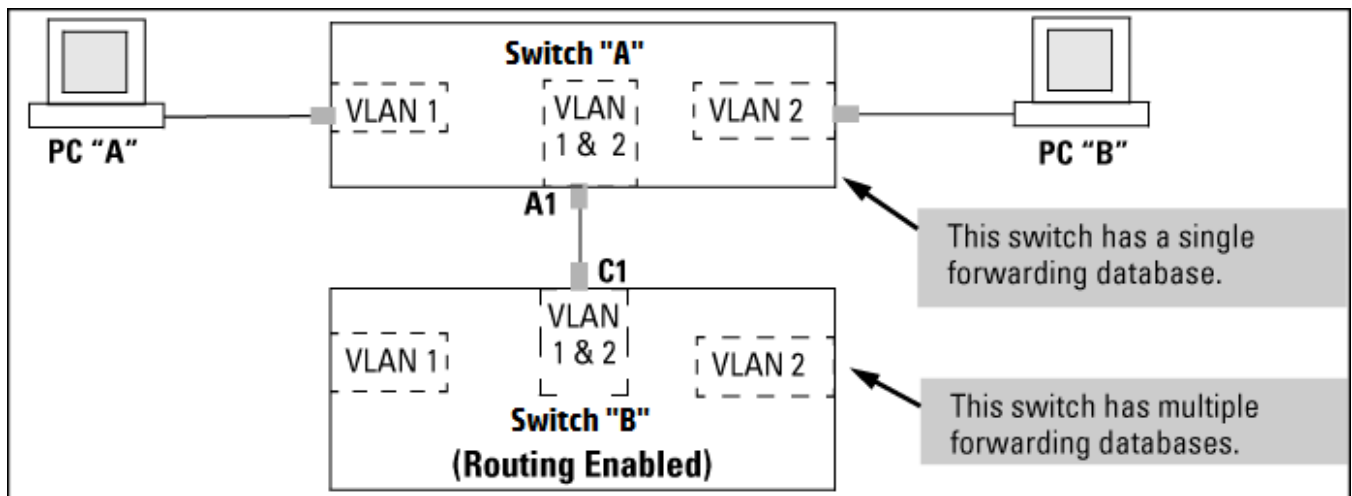 Switch "A"
VLAN 1
VLAN
1 & 2
VLAN 2
PC “A”
PC “B”
A1
This switch has a single
forwarding database.
C1
VLAN
1 & 2
VLAN 1
VLAN 2
Switch "B"
(Routing Enabled)
This switch has multiple
forwarding databases.